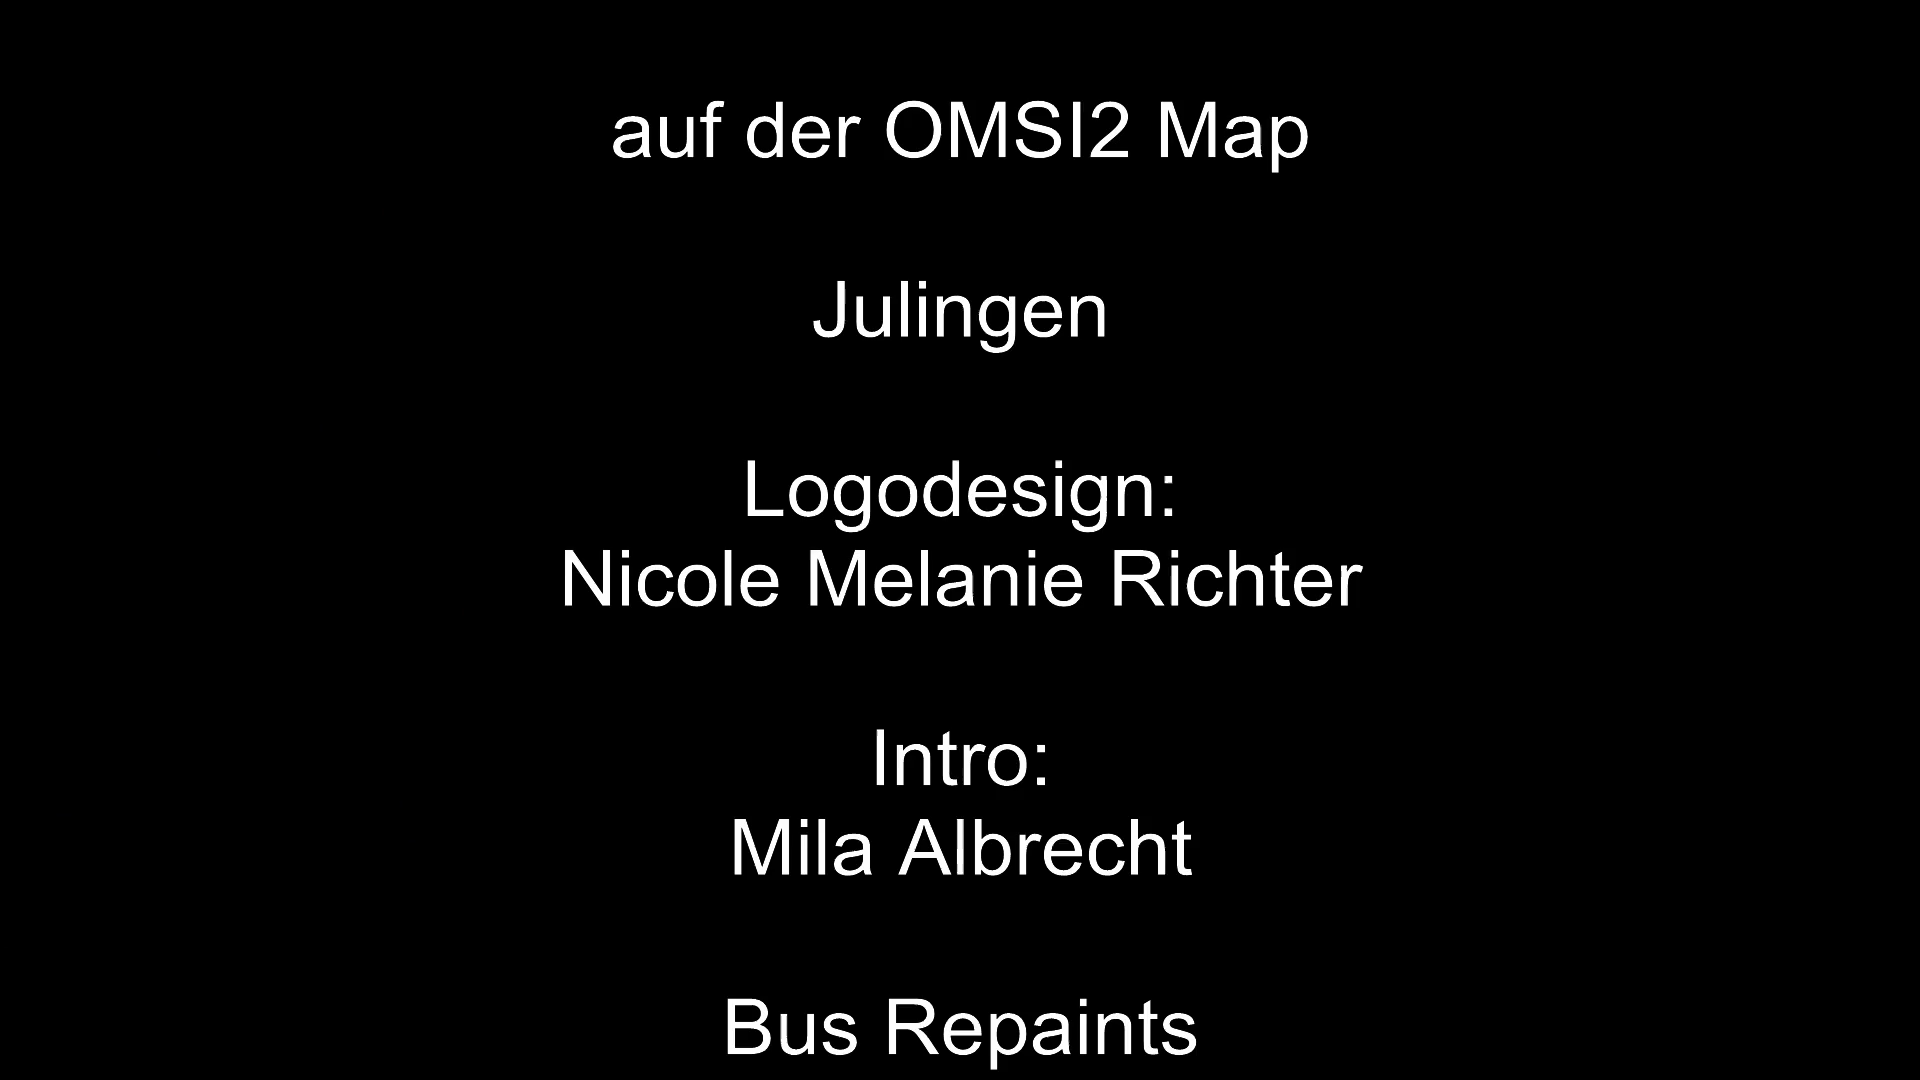 auf der OMSI2 Map
Julingen
Logodesign:
Nicole Melanie Richter
Intro:
Mila Albrecht
Bus Repaints